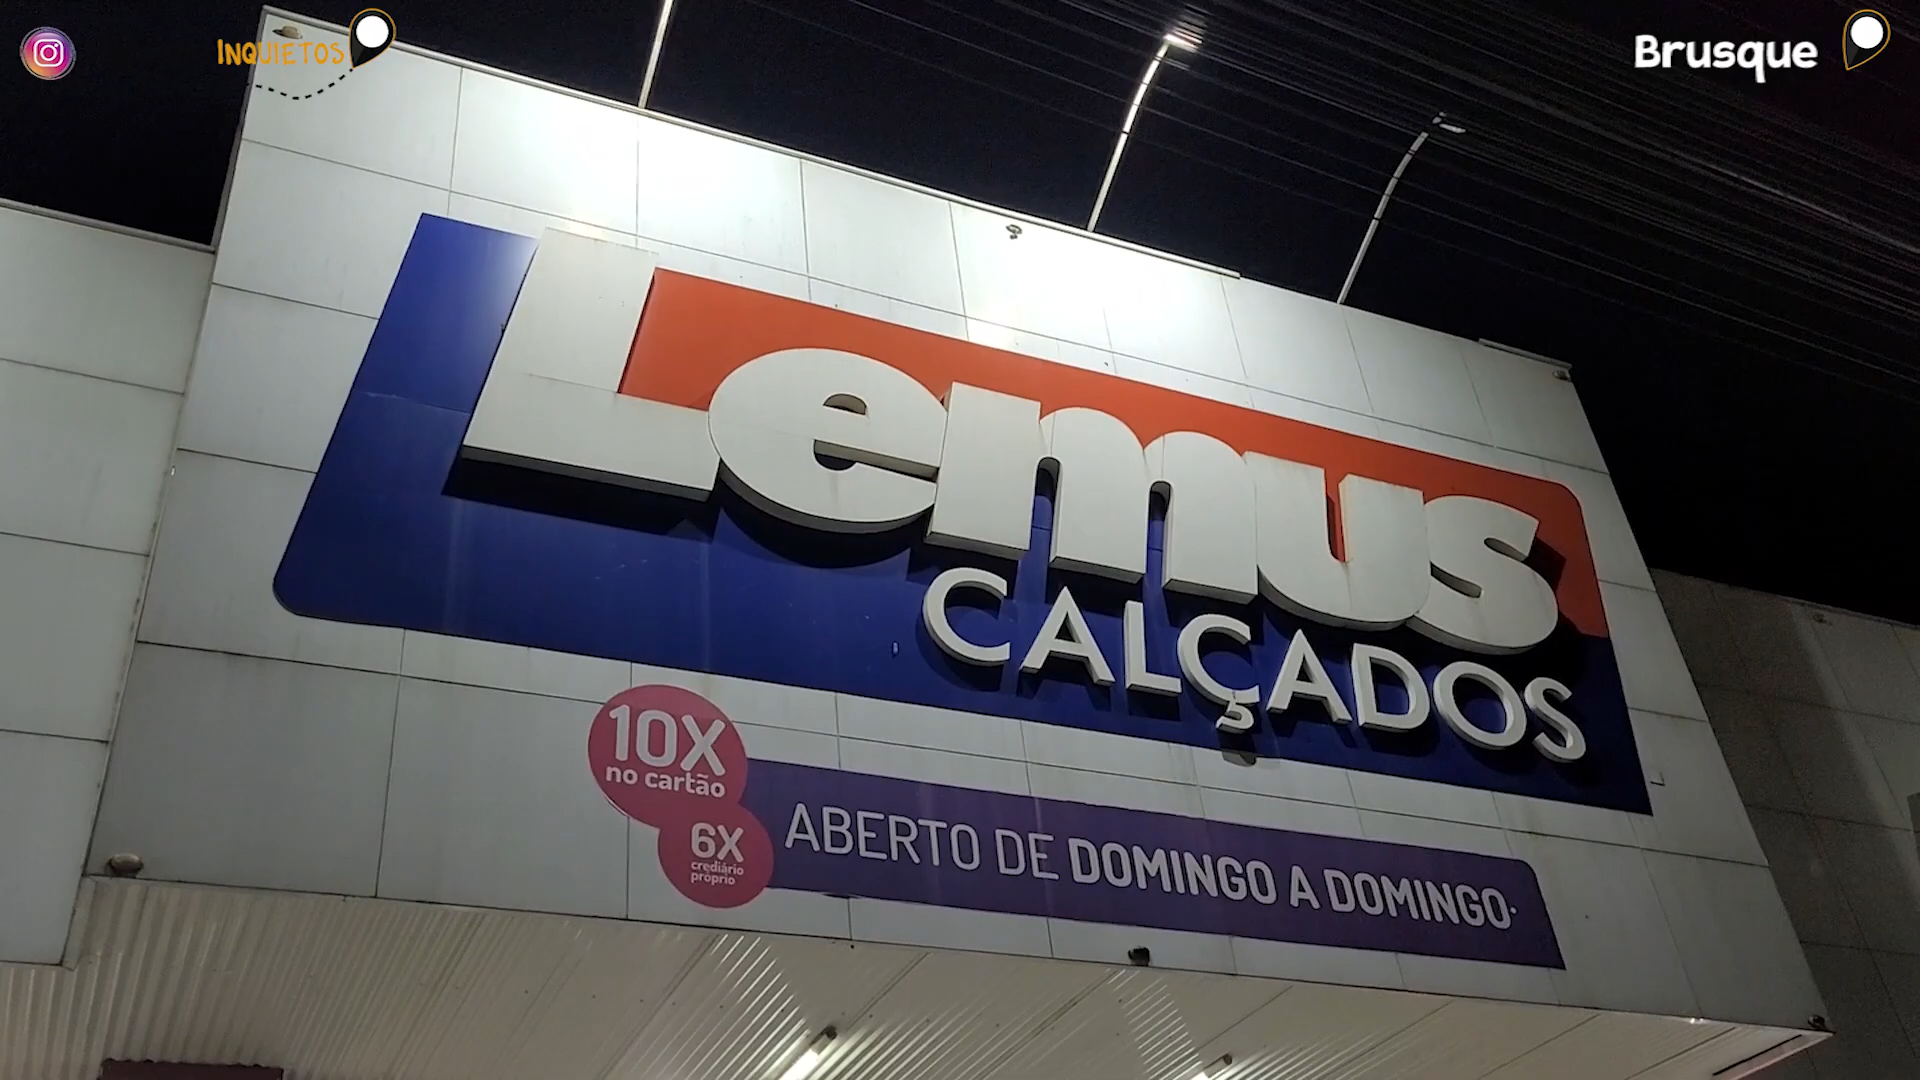 INQUIETOS
Brusque
Lemus
CALÇADOS
10X
no cartão
6X
crediário
próprio
ABERTO DE DOMINGO A DOMINGO.